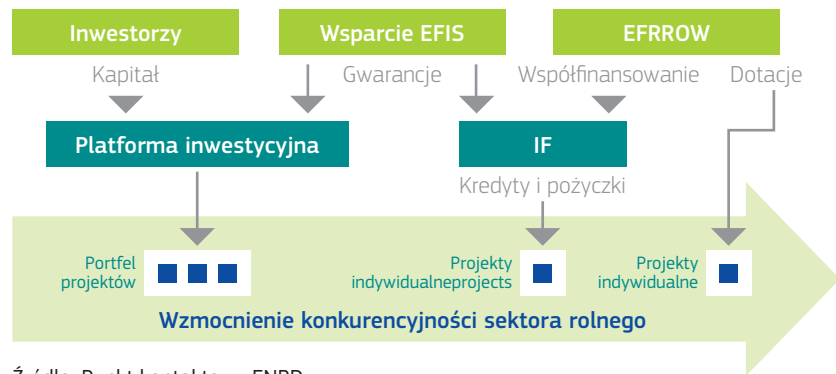 Inwestorzy
Wsparcie EFIS
EFRROW
Kapitał
Gwarancje
Współfinansowanie
Dotacje
Platforma inwestycyjna
IF
Kredyty i pożyczki
Portfel
projektów
Projekty
indywidualneprojects
Projekty
indywidualne
Wzmocnienie konkurencyjności sektora rolnego